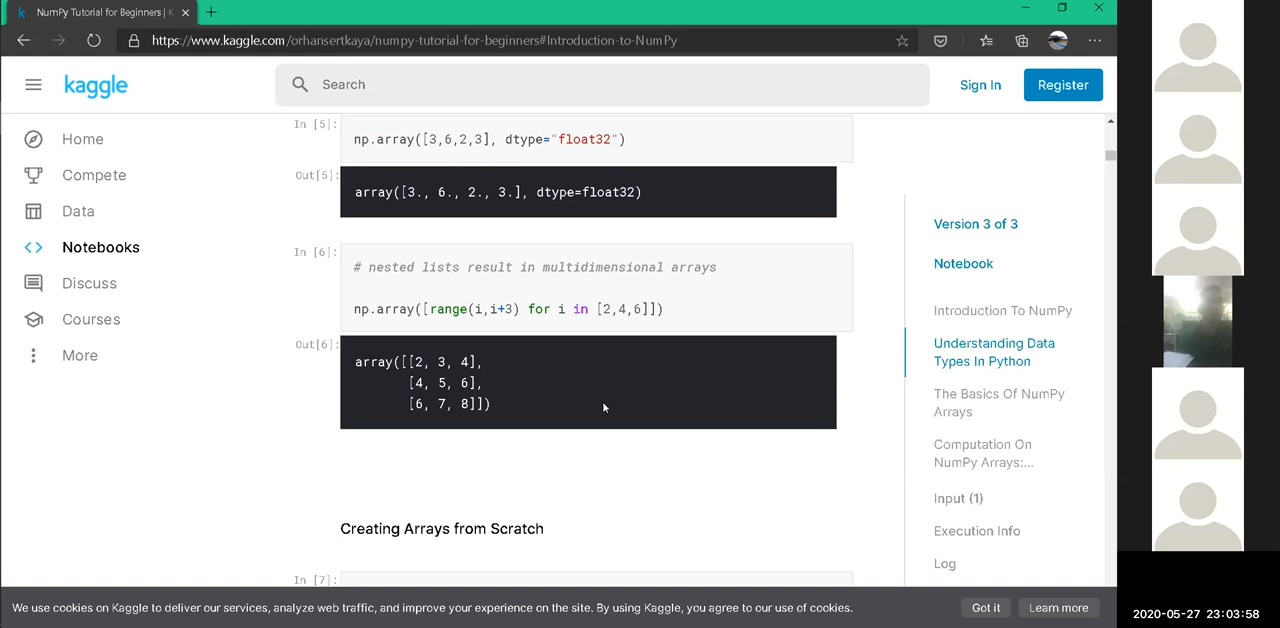 NumPy Tutorial for Beginners | K
https://www.kaggle.com/orhansertkaya/numpy-tutorial-for-beginners#Introduction-to-NumPy
kaggle
Search
Sign In
Register
Home
Compete
Data
Notebooks
Discuss
Courses
More
In [5]:
np.array([3,6,2,3], dtype="float32")
Out[5]:
array([3., 6., 2., 3.], dtype=float32)
In [6]:
# nested lists result in multidimensional arrays
np.array([range(i,i+3) for i in [2,4,6]])
Out[6]:
array([[2, 3, 4],
[4, 5, 6],
[6, 7, 8]])
Creating Arrays from Scratch
In [7]:
Version 3 of 3
Notebook
Introduction To NumPy
Understanding Data
Types In Python
The Basics Of NumPy
Arrays
Computation On
NumPy Arrays:...
Input (1)
Execution Info
Log
We use cookies on Kaggle to deliver our services, analyze web traffic, and improve your experience on the site. By using Kaggle, you agree to our use of cookies.
Got it
Learn more
2020-05-27 23:03:58